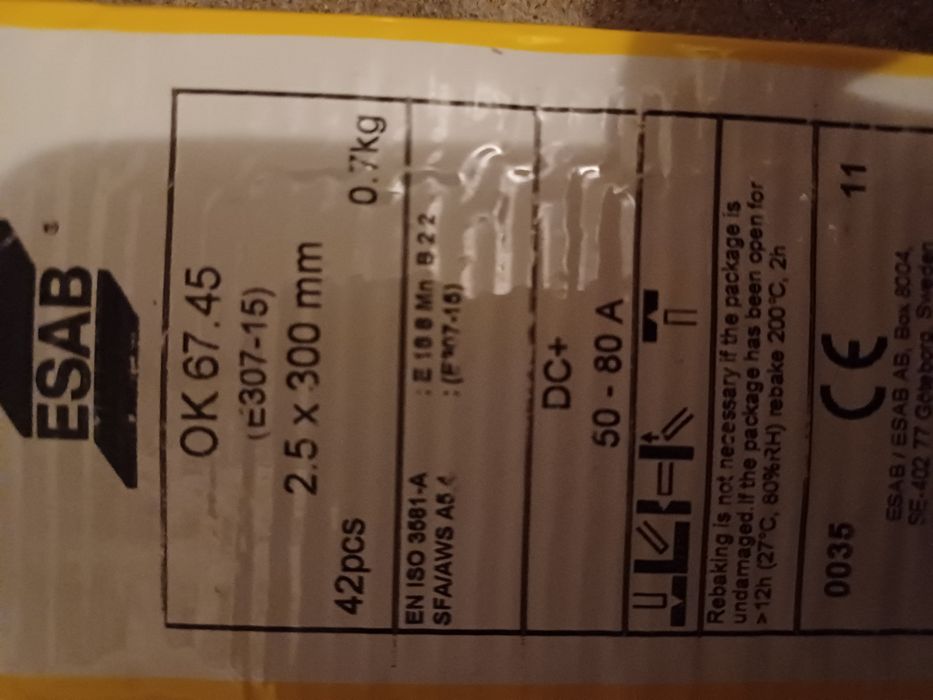 ESAB®
OK 67.45
(E307-15)
2.5 x 300 mm
42pcs 0.7kg
EN ISO 3581-A : E 18 8 Mn B 2 2
SFA/AWS A5.4 : (E307-15)
DC+
50 - 80 A
Rebaking is not necessary if the package is
undamaged. If the package has been open for
>12h (27°C, 80%RH) rebake 200°C, 2h
0035 CE 11
ESAB / ESAB AB, Box 8004,
SE-402 77 Göteborg, Sweden